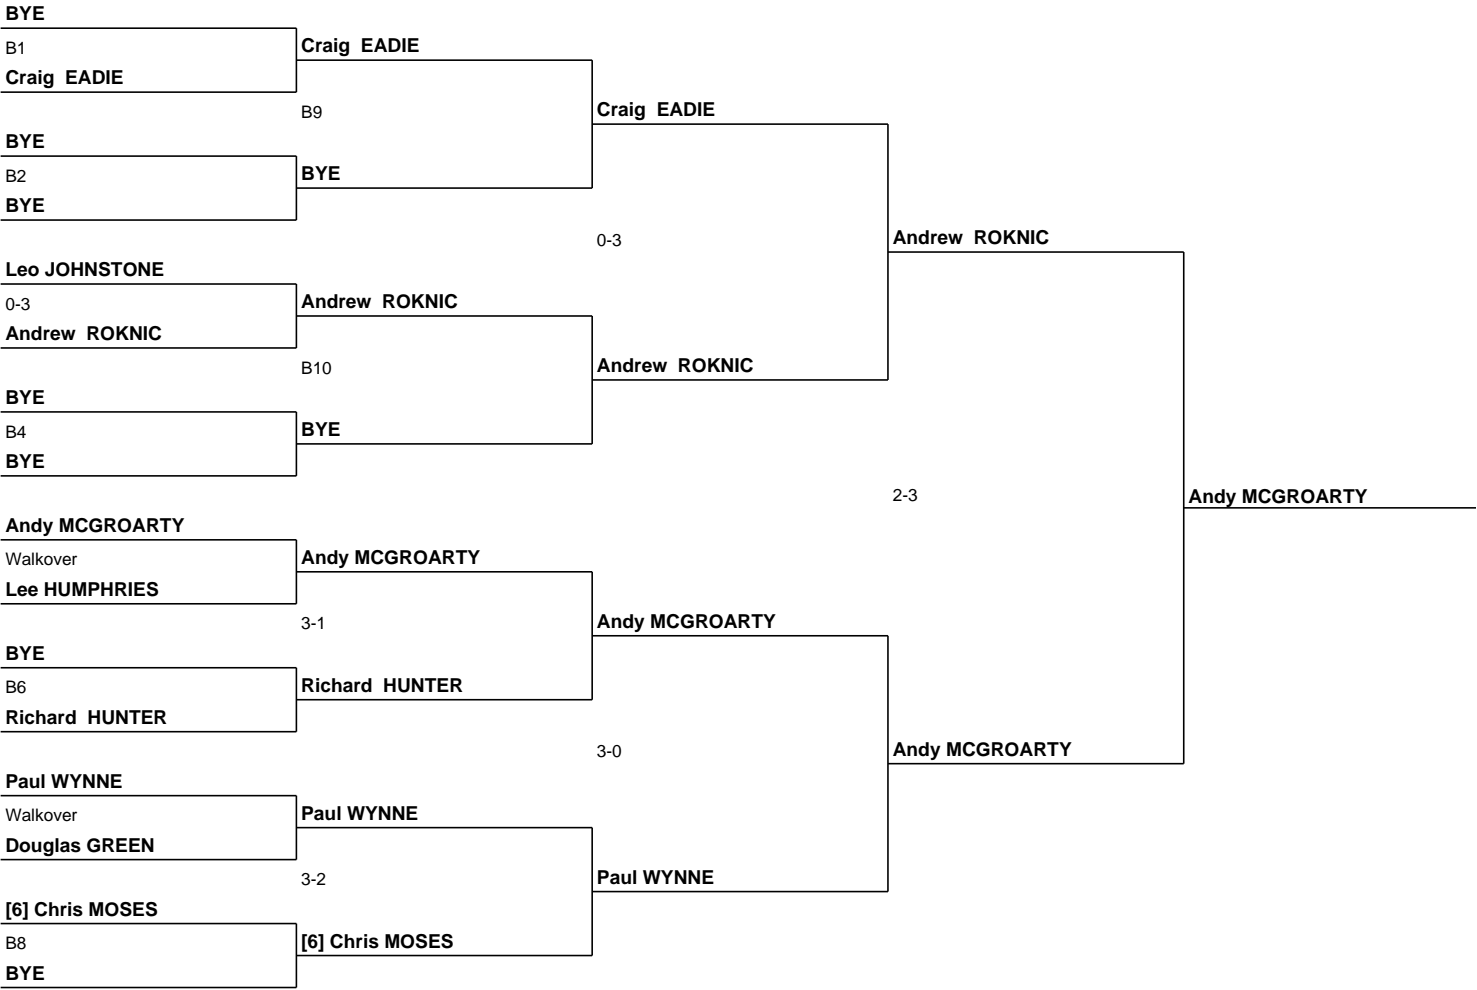 BYE
B1
Craig EADIE
BYE
B2
BYE
Leo JOHNSTONE
0-3
Andrew ROKNIC
BYE
B4
BYE
Andy MCGROARTY
Walkover
Lee HUMPHRIES
BYE
B6
Richard HUNTER
Paul WYNNE
Walkover
Douglas GREEN
[6] Chris MOSES
B8
BYE
Craig EADIE
B9
BYE
Andrew ROKNIC
B10
BYE
Andy MCGROARTY
3-1
Richard HUNTER
Paul WYNNE
3-2
[6] Chris MOSES
Craig EADIE
0-3
Andrew ROKNIC
Andy MCGROARTY
3-0
Paul WYNNE
Andrew ROKNIC
2-3
Andy MCGROARTY
Andy MCGROARTY